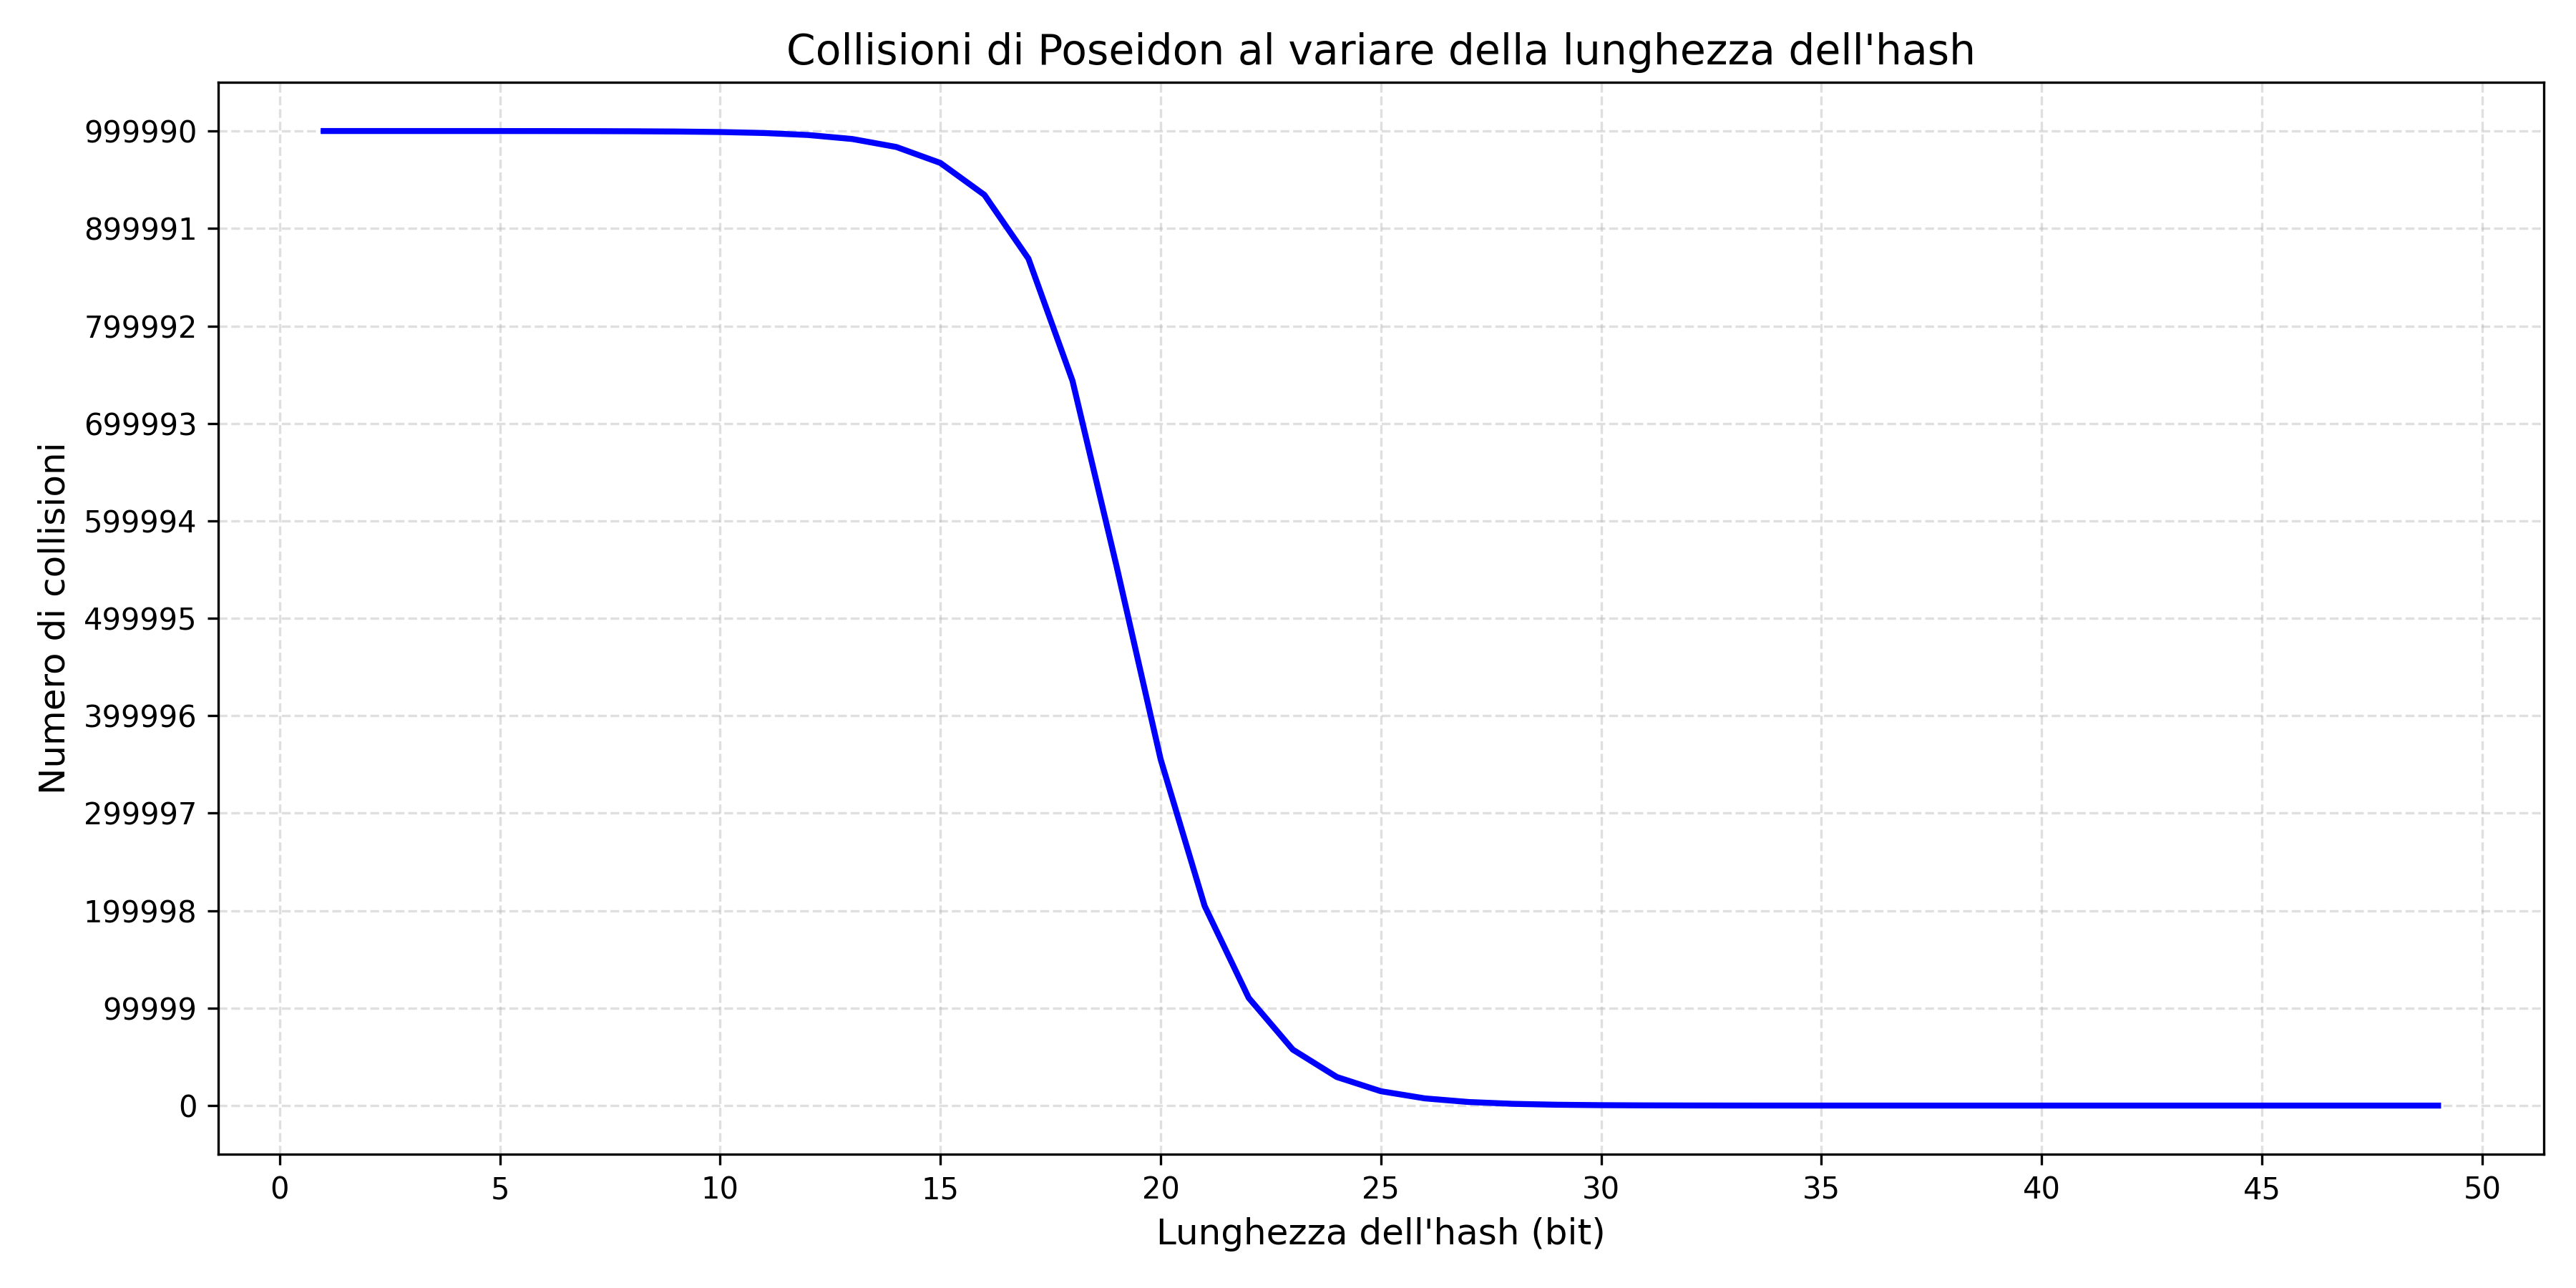 Collisioni di Poseidon al variare della lunghezza dell'hash
Numero di collisioni
999990
899991
799992
699993
599994
499995
399996
299997
199998
99999
0
0 5 10 15 20 25 30 35 40 45 50
Lunghezza dell'hash (bit)